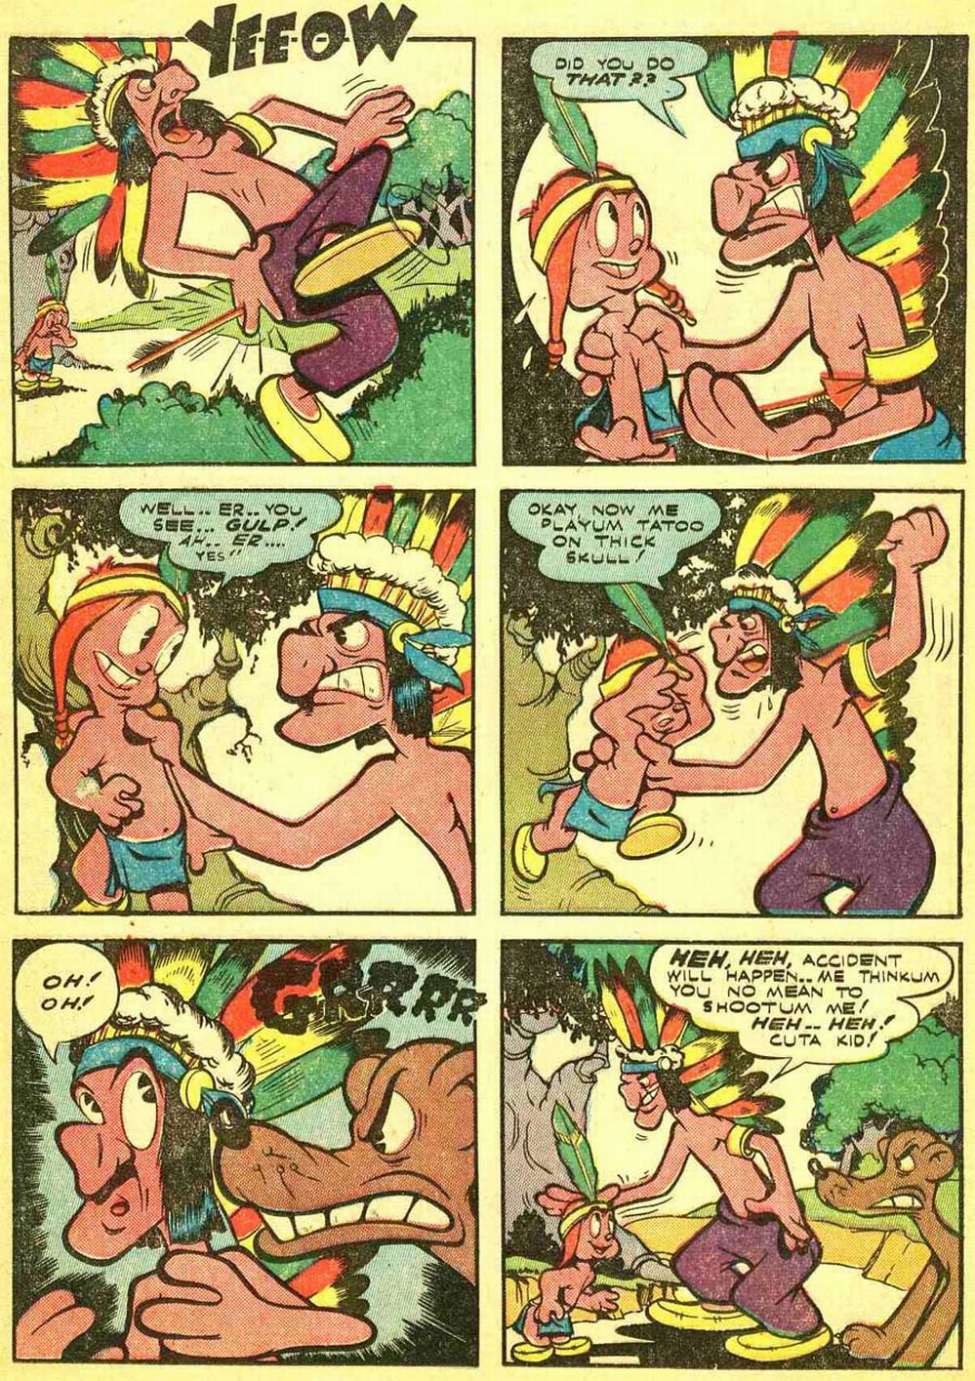 YEE-OW
DID YOU DO
THAT??
WELL.. ER.. YOU
SEE... GULP!
AH.. ER....
YES"
OKAY, NOW ME
PLAYUM TATOO
ON THICK
SKULL!
OH!
OH!
GRRRR
HEH, HEH, ACCIDENT
WILL HAPPEN.. ME THINKUM
YOU NO MEAN TO
SHOOTUM ME!
HEH -- HEH!
CUTA KID!